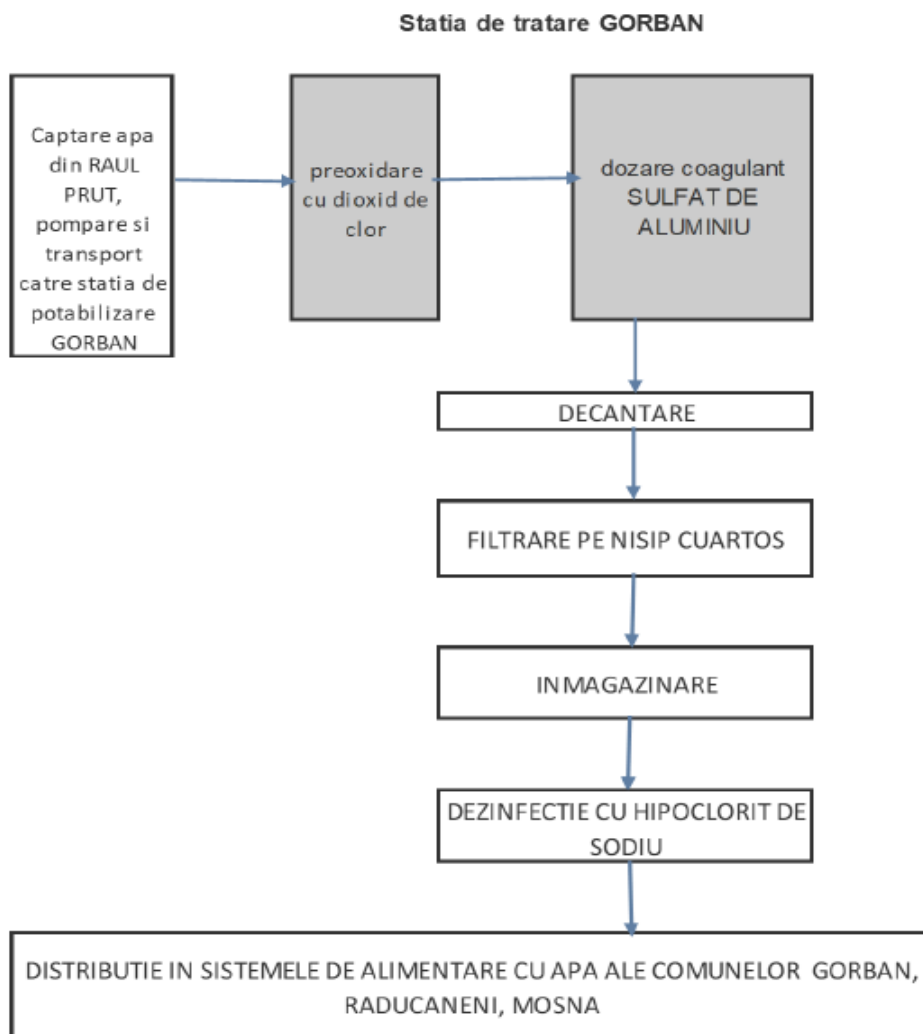 Statia de tratare GORBAN
Captare apa
din RAUL
PRUT,
pompare si
transport
catre statia de
potabilizare
GORBAN
preoxidare
cu dioxid de
clor
dozare coagulant
SULFAT DE
ALUMINIU
DECANTARE
FILTRARE PE NISIP CUARTOS
INMAGAZINARE
DEZINFECTIE CU HIPOCLORIT DE
SODIU
DISTRIBUTIE IN SISTEMELE DE ALIMENTARE CU APA ALE COMUNELOR GORBAN,
RADUCANENI, MOSNA